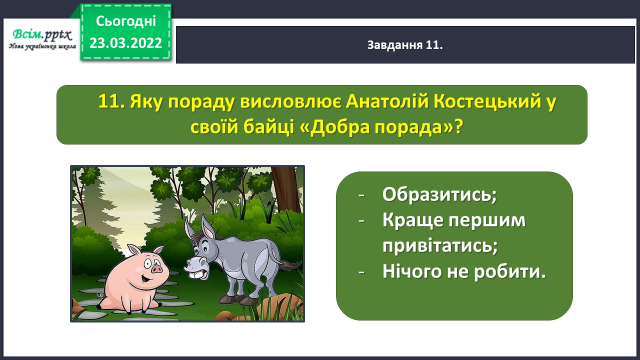 Всім.pptx
Нова українська школа
Сьогодні
23.03.2022
Завдання 11.
11. Яку пораду висловлює Анатолій Костецький у
своїй байці «Добра порада»?
- Образитись;
- Краще першим
привітатись;
- Нічого не робити.